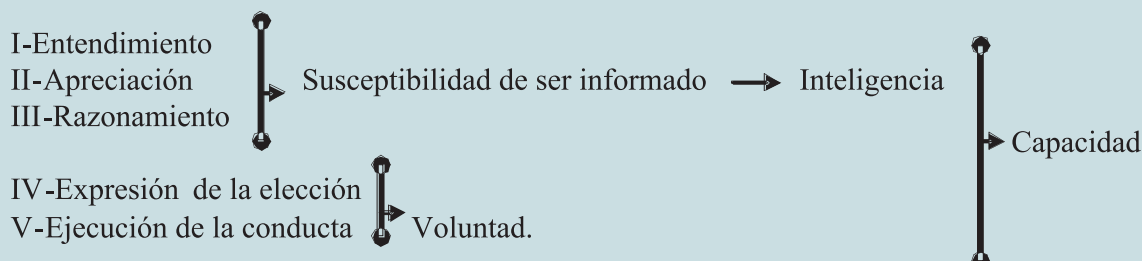 I-Entendimiento
II-Apreciación
III-Razonamiento
Susceptibilidad de ser informado
Inteligencia
Capacidad
IV-Expresión de la elección
V-Ejecución de la conducta
Voluntad.